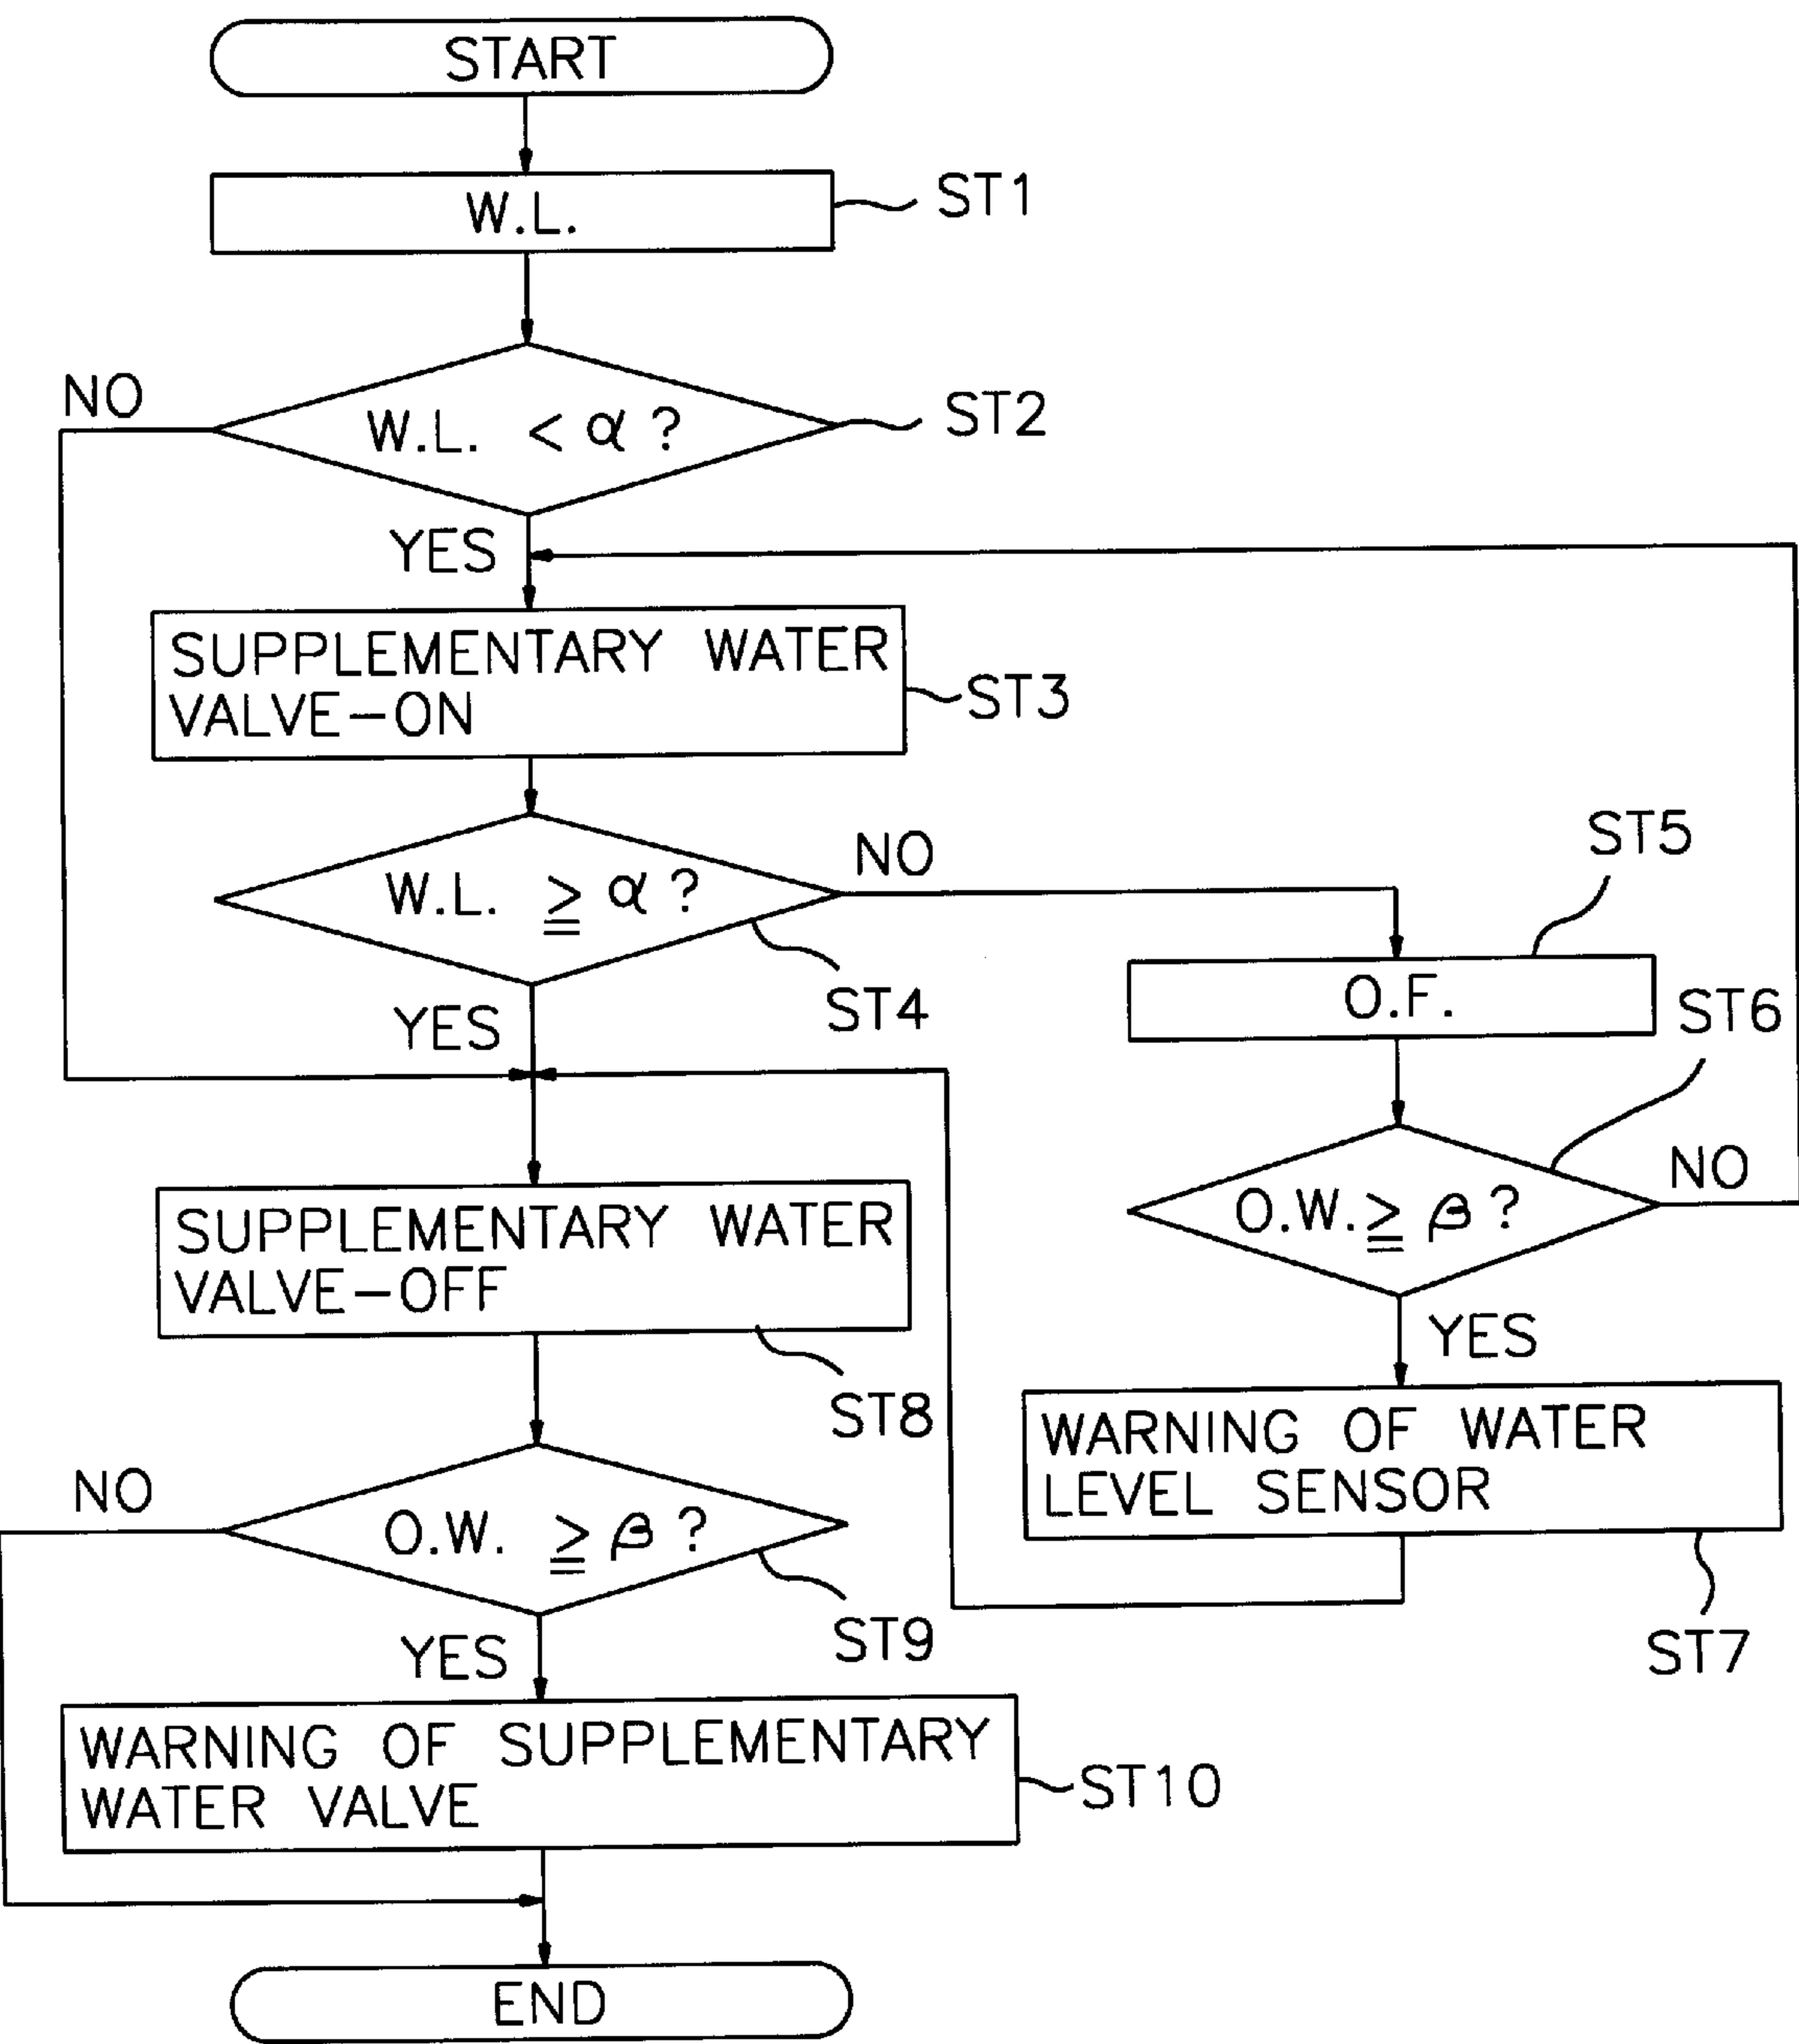 START
W.L.
ST1
NO
W.L. < α ?
ST2
YES
SUPPLEMENTARY WATER
VALVE-ON
ST3
W.L. ≧ α ?
NO
ST4
YES
ST5
O.F.
ST6
O.W. ≧ β ?
NO
YES
WARNING OF WATER
LEVEL SENSOR
ST7
SUPPLEMENTARY WATER
VALVE-OFF
ST8
NO
O.W. ≧ β ?
ST9
YES
WARNING OF SUPPLEMENTARY
WATER VALVE
ST10
END